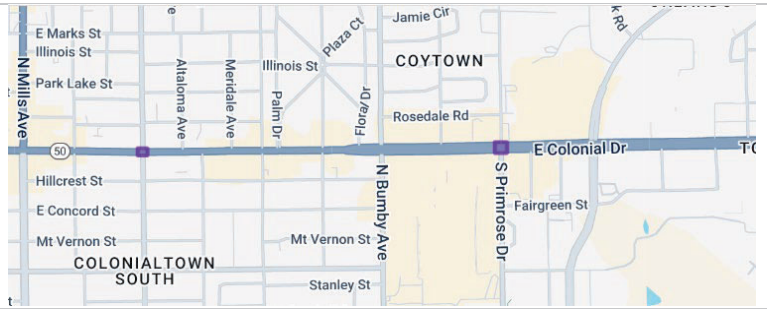 Jamie Cir
k Rd
E Marks St
Plaza Ct
Illinois St
Illinois St
COYTOWN
N Mills Ave
Park Lake St
Altaloma Ave
Meridale Ave
Palm Dr
Flora Dr
Rosedale Rd
50
E Colonial Dr
TC
Hillcrest St
N Bumby Ave
S Primrose Dr
E Concord St
Fairgreen St
Mt Vernon St
Mt Vernon St
COLONIALTOWN
SOUTH
Stanley St
t